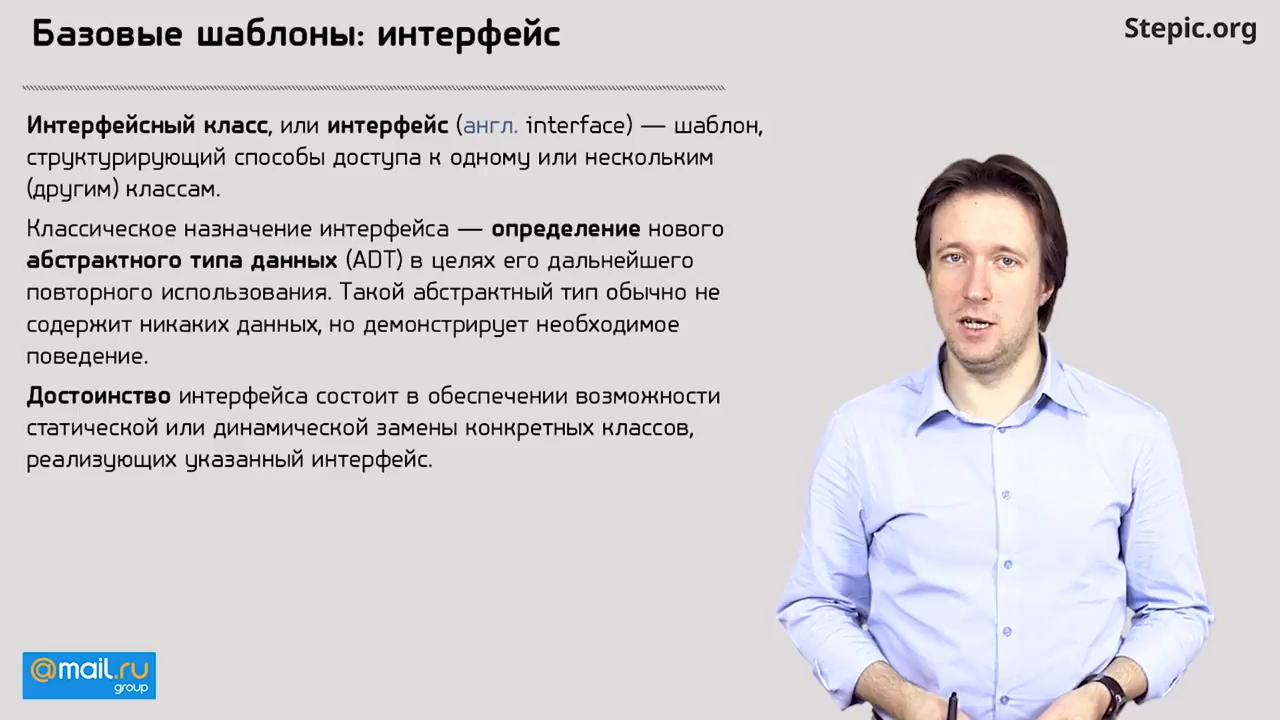 Базовые шаблоны: интерфейс
Stepic.org
Интерфейсный класс, или интерфейс (англ. interface) — шаблон,
структурирующий способы доступа к одному или нескольким
(другим) классам.
Классическое назначение интерфейса — определение нового
абстрактного типа данных (ADT) в целях его дальнейшего
повторного использования. Такой абстрактный тип обычно не
содержит никаких данных, но демонстрирует необходимое
поведение.
Достоинство интерфейса состоит в обеспечении возможности
статической или динамической замены конкретных классов,
реализующих указанный интерфейс.
@mail.ru
group